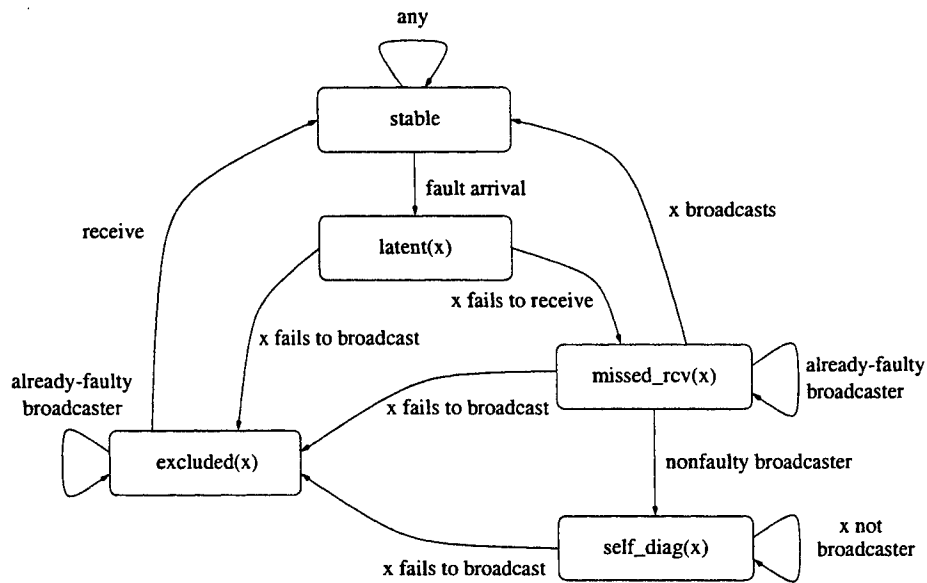 any
stable
fault arrival
receive
x broadcasts
latent(x)
x fails to receive
x fails to broadcast
already-faulty
broadcaster
missed_rcv(x)
already-faulty
broadcaster
x fails to broadcast
excluded(x)
nonfaulty broadcaster
self_diag(x)
x not
broadcaster
x fails to broadcast